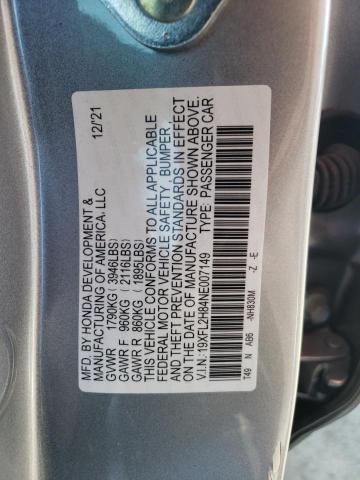 MFD. BY HONDA DEVELOPMENT & 12/'21
MANUFACTURING OF AMERICA, LLC
GVWR 1790KG ( 3946LBS)
GAWR F 960KG ( 2116LBS)
GAWR R 860KG ( 1895LBS)
THIS VEHICLE CONFORMS TO ALL APPLICABLE
FEDERAL MOTOR VEHICLE SAFETY , BUMPER ,
AND THEFT PREVENTION STANDARDS IN EFFECT
ON THE DATE OF MANUFACTURE SHOWN ABOVE.
V.I.N.:19XFL2H84NE007149 TYPE: PASSENGER CAR
T49 N AB6 -NH830M -Z -E